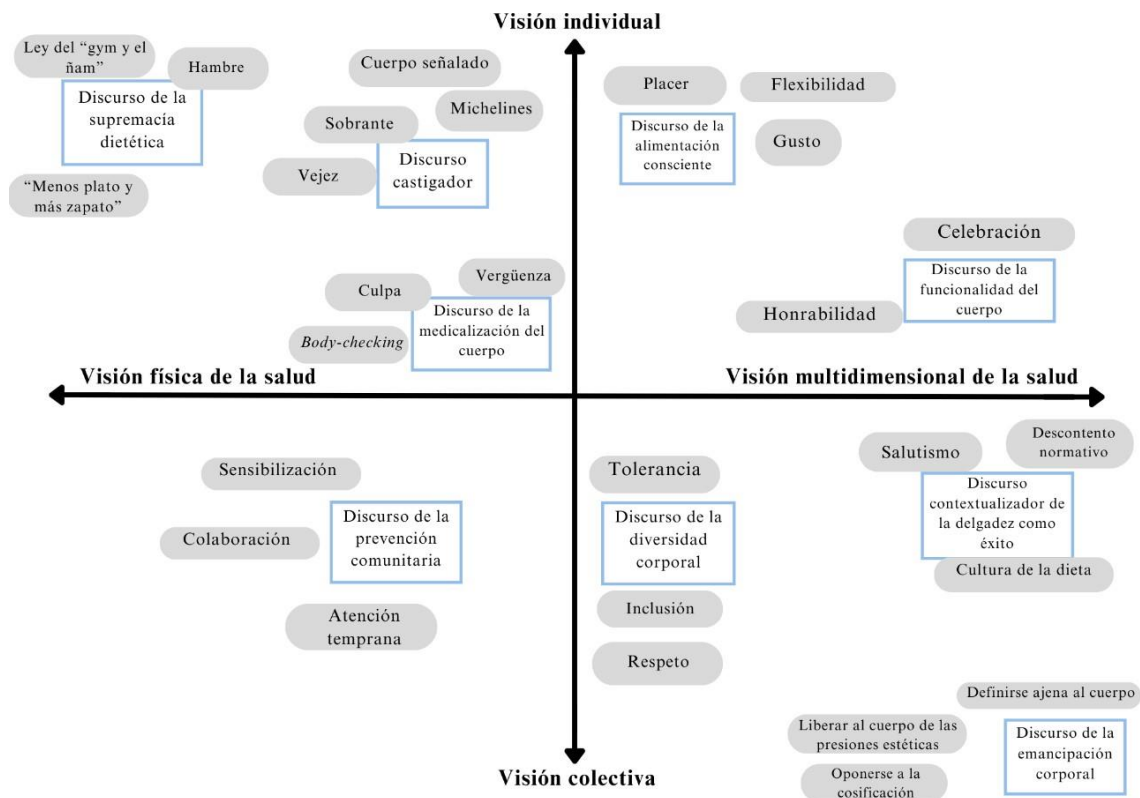 Visión individual
Ley del “gym y el
ñam”
Hambre
Discurso de la
supremacía
dietética
“Menos plato y
más zapato”
Cuerpo señalado
Michelines
Sobrante
Vejez
Discurso
castigador
Placer
Flexibilidad
Discurso de la
alimentación
consciente
Gusto
Culpa
Vergüenza
Discurso de la
medicalización del
cuerpo
Body-checking
Celebración
Discurso de la
funcionalidad del
cuerpo
Honrabilidad
Visión física de la salud
Visión multidimensional de la salud
Sensibilización
Colaboración
Discurso de la
prevención
comunitaria
Atención
temprana
Tolerancia
Discurso de la
diversidad
corporal
Inclusión
Respeto
Salutismo
Descontento
normativo
Discurso
contextualizador de
la delgadez como
éxito
Cultura de la dieta
Definirse ajena al cuerpo
Liberar al cuerpo de las
presiones estéticas
Discurso de la
emancipación
corporal
Oponerse a la
cosificación
Visión colectiva